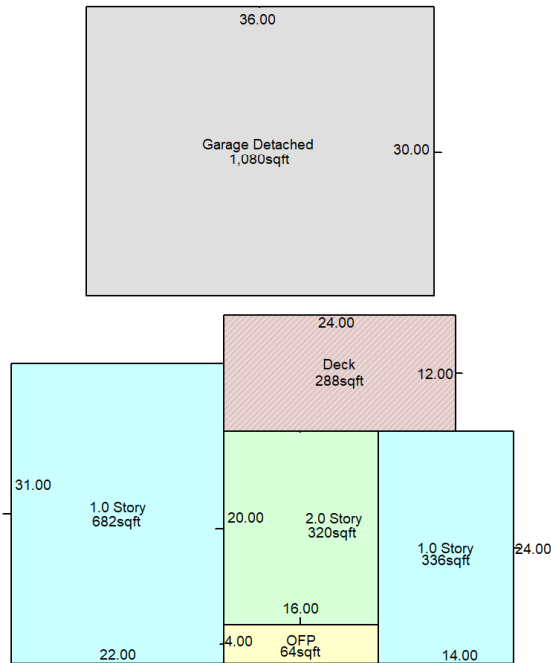 36.00
Garage Detached
1,080sqft
30.00
24.00
Deck
288sqft
12.00
31.00
1.0 Story
682sqft
20.00
2.0 Story
320sqft
1.0 Story
336sqft
24.00
16.00
4.00
OFP
64sqft
22.00
14.00